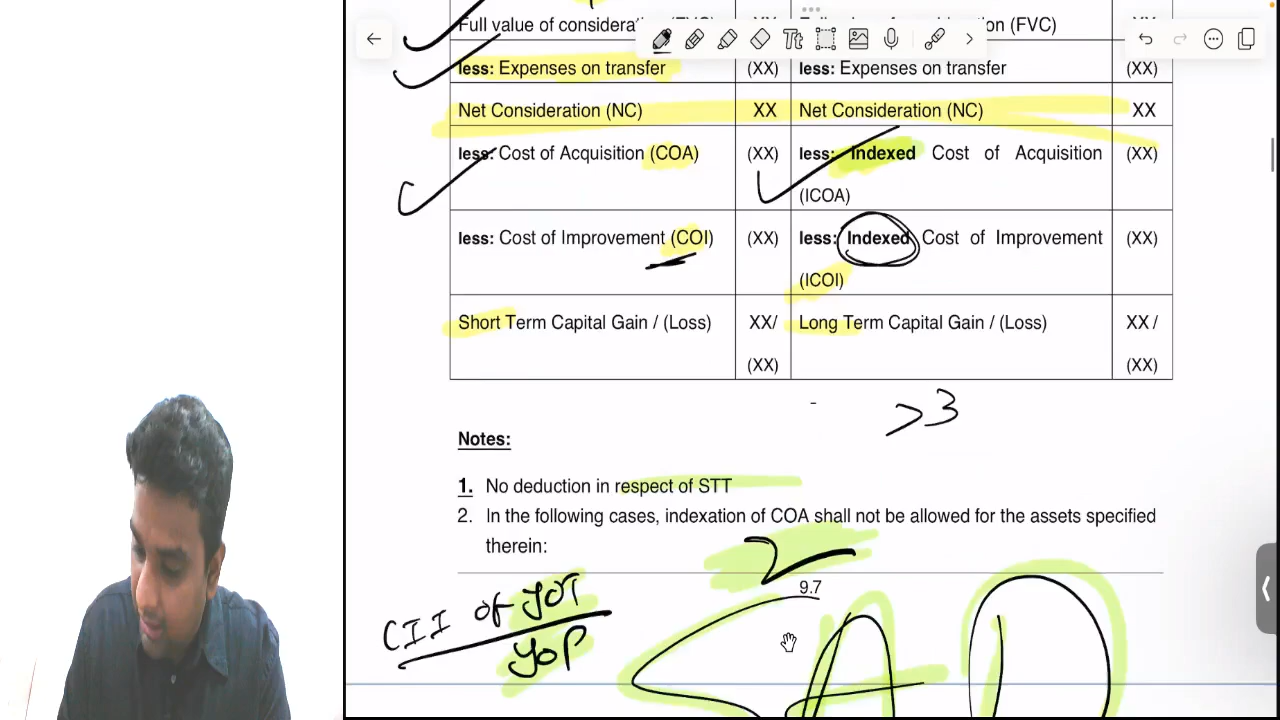 Full value of consideration (FVC) XX
less: Expenses on transfer (XX) less: Expenses on transfer (XX)
Net Consideration (NC) XX Net Consideration (NC) XX
less: Cost of Acquisition (COA) (XX) less: Indexed Cost of Acquisition (XX)
(ICOA)
less: Cost of Improvement (COI) (XX) less: Indexed Cost of Improvement (XX)
(ICOI)
Short Term Capital Gain / (Loss) XX/ Long Term Capital Gain / (Loss) XX /
(XX) (XX)
>3
Notes:
1. No deduction in respect of STT
2. In the following cases, indexation of COA shall not be allowed for the assets specified
therein:
9.7
CII of YOT
YOP